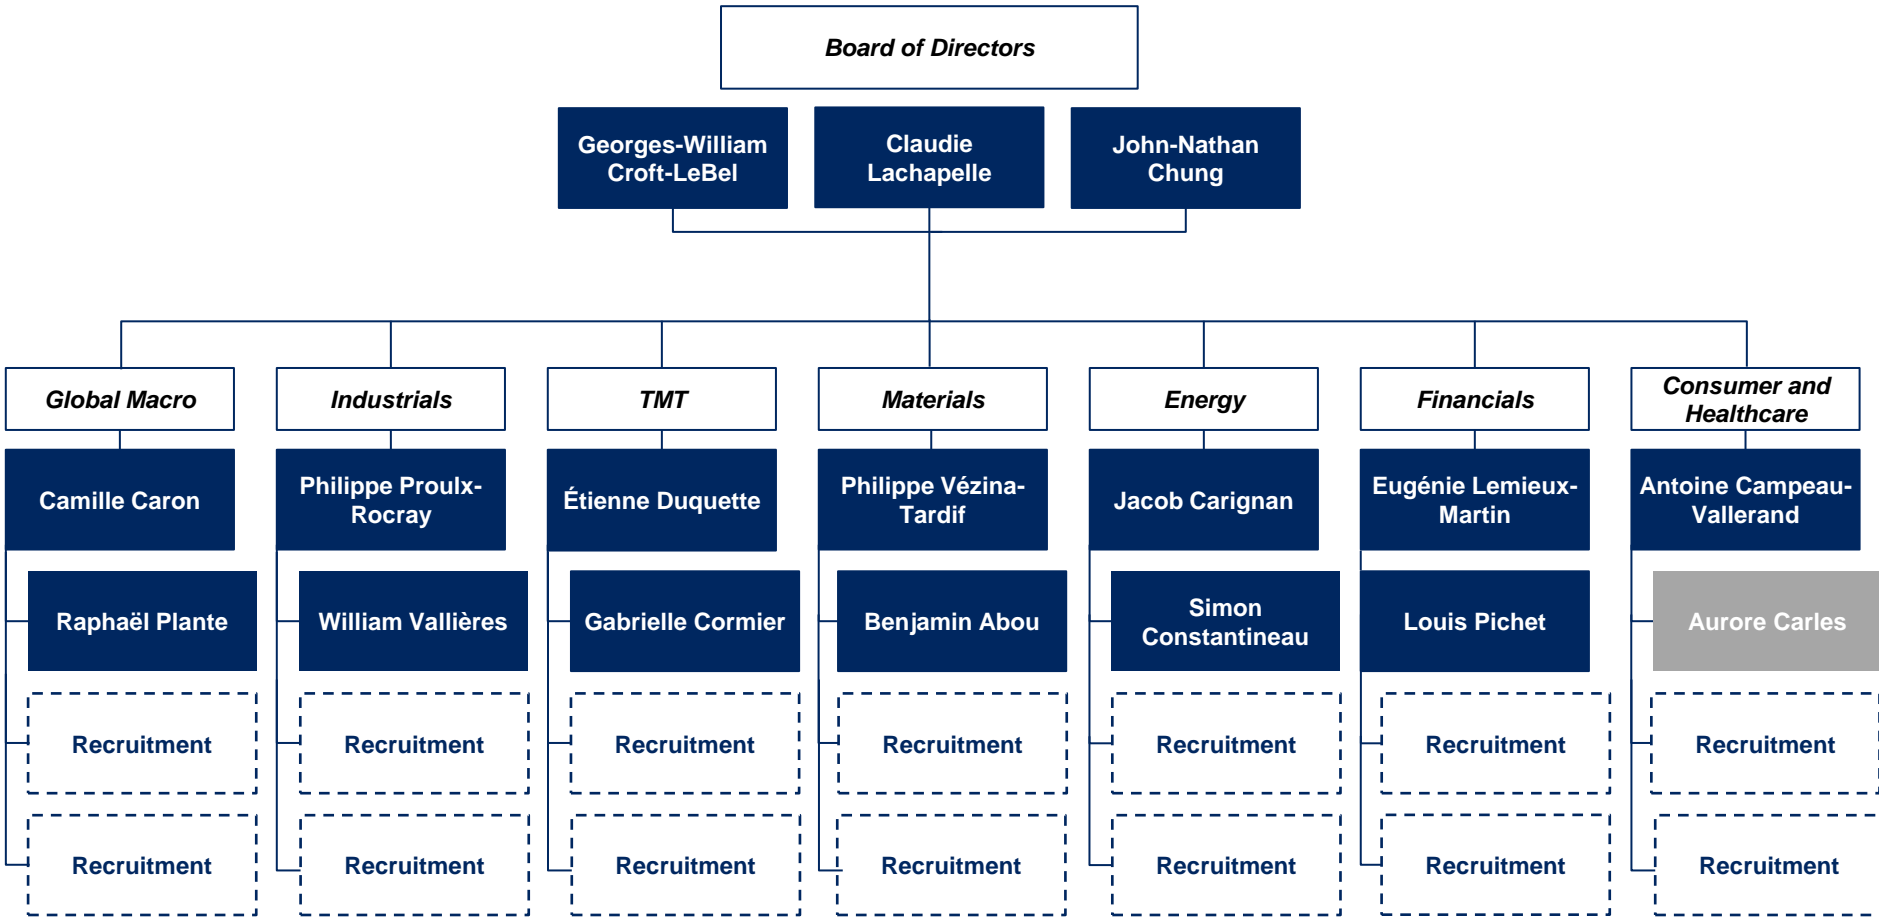 Board of Directors
Georges-William
Croft-LeBel
Claudie
Lachapelle
John-Nathan
Chung
Global Macro
Industrials
TMT
Materials
Energy
Financials
Consumer and
Healthcare
Camille Caron
Philippe Proulx-
Rocray
Étienne Duquette
Philippe Vézina-
Tardif
Jacob Carignan
Eugénie Lemieux-
Martin
Antoine Campeau-
Vallerand
Raphaël Plante
William Vallières
Gabrielle Cormier
Benjamin Abou
Simon
Constantineau
Louis Pichet
Aurore Carles
Recruitment
Recruitment
Recruitment
Recruitment
Recruitment
Recruitment
Recruitment
Recruitment
Recruitment
Recruitment
Recruitment
Recruitment
Recruitment
Recruitment